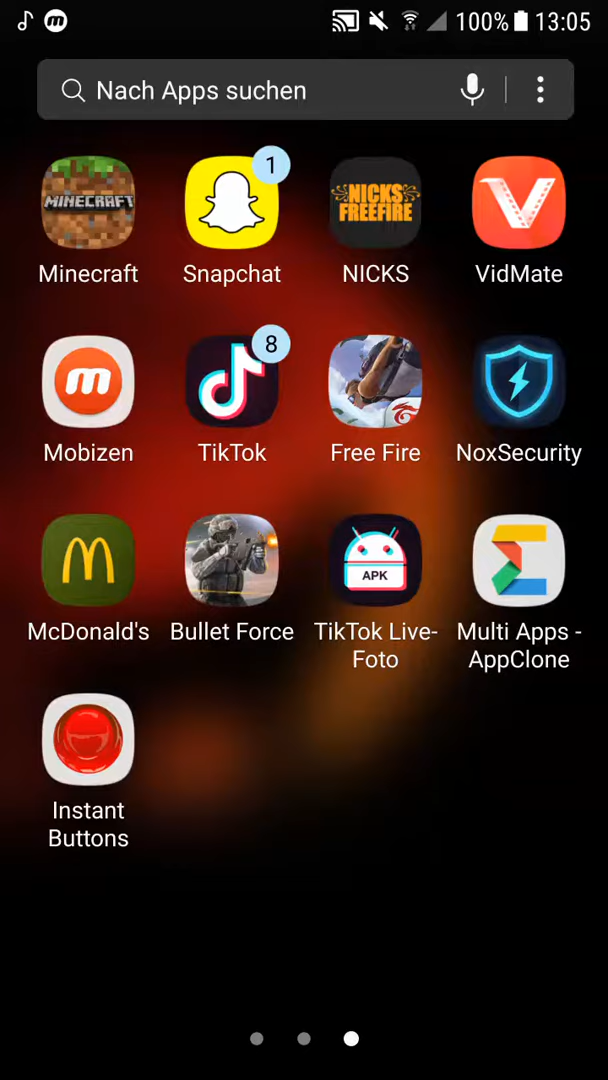 100% 13:05
Nach Apps suchen
1
MINECRAFT
NICKS
FREEFIRE
Minecraft Snapchat NICKS VidMate
8
Mobizen TikTok Free Fire NoxSecurity
APK
McDonald's Bullet Force TikTok Live-Foto Multi Apps - AppClone
Instant
Buttons